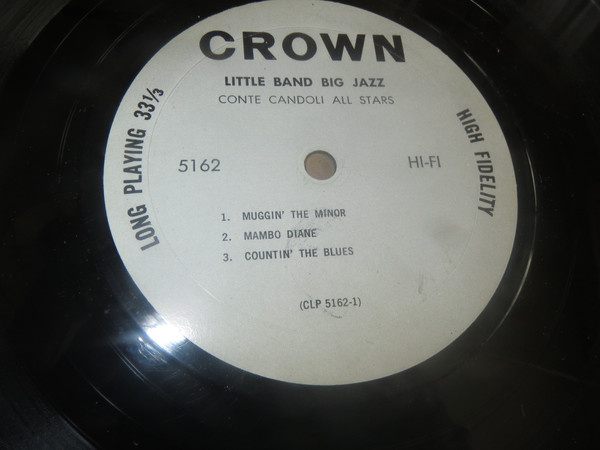 CROWN
LITTLE BAND BIG JAZZ
CONTE CANDOLI ALL STARS
LONG PLAYING 33⅓
HIGH FIDELITY
5162
HI-FI
1. MUGGIN' THE MINOR
2. MAMBO DIANE
3. COUNTIN' THE BLUES
(CLP 5162-1)